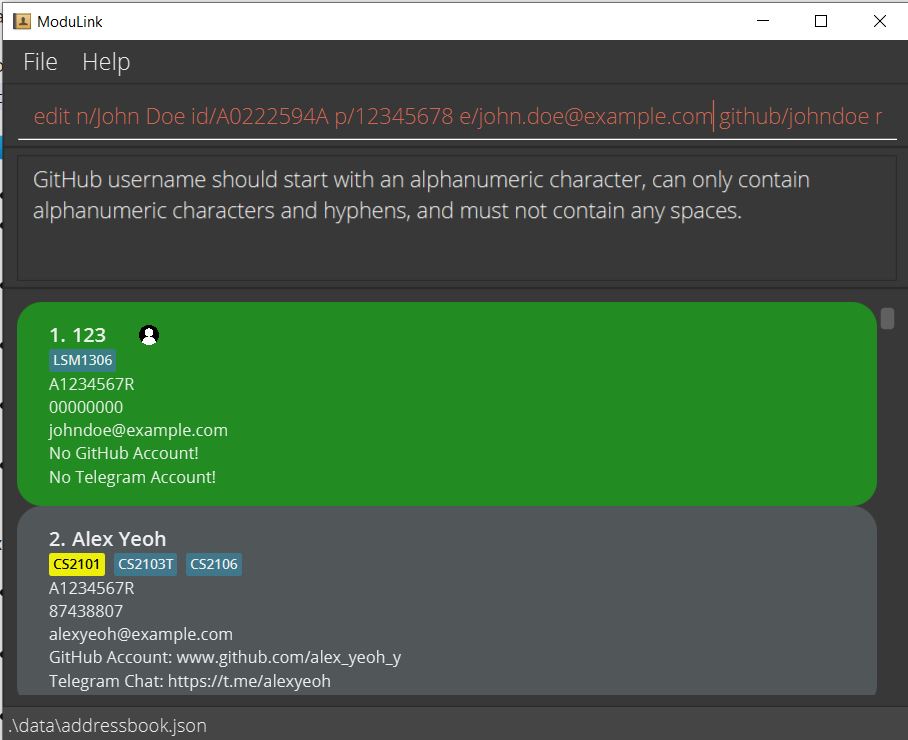 ModuLink
File Help
edit n/John Doe id/A0222594A p/12345678 e/john.doe@example.com github/johndoe r
GitHub username should start with an alphanumeric character, can only contain
alphanumeric characters and hyphens, and must not contain any spaces.
1. 123
LSM1306
A1234567R
00000000
johndoe@example.com
No GitHub Account!
No Telegram Account!
2. Alex Yeoh
CS2101 CS2103T CS2106
A1234567R
87438807
alexyeoh@example.com
GitHub Account: www.github.com/alex_yeoh_y
Telegram Chat: https://t.me/alexyeoh
.\data\addressbook.json